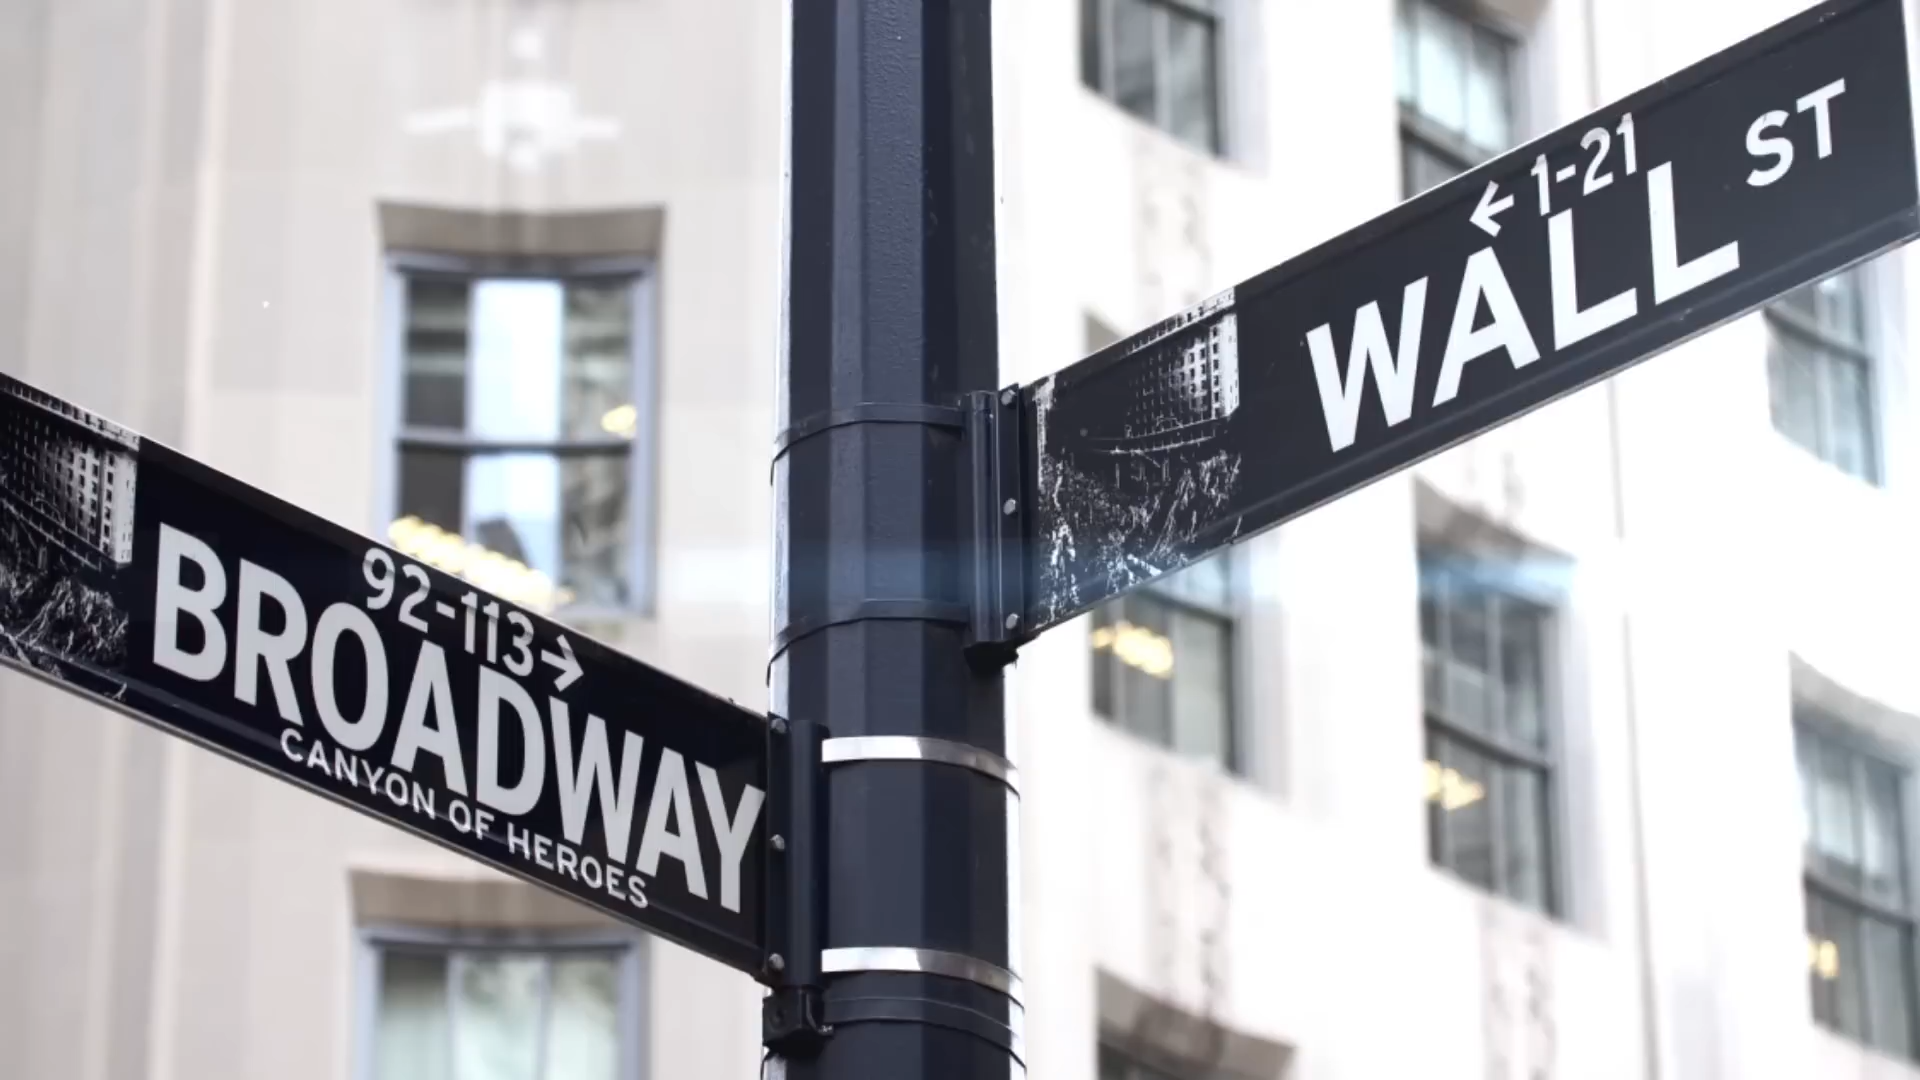 ←1-21
WALL ST
92-113→
BROADWAY
CANYON OF HEROES